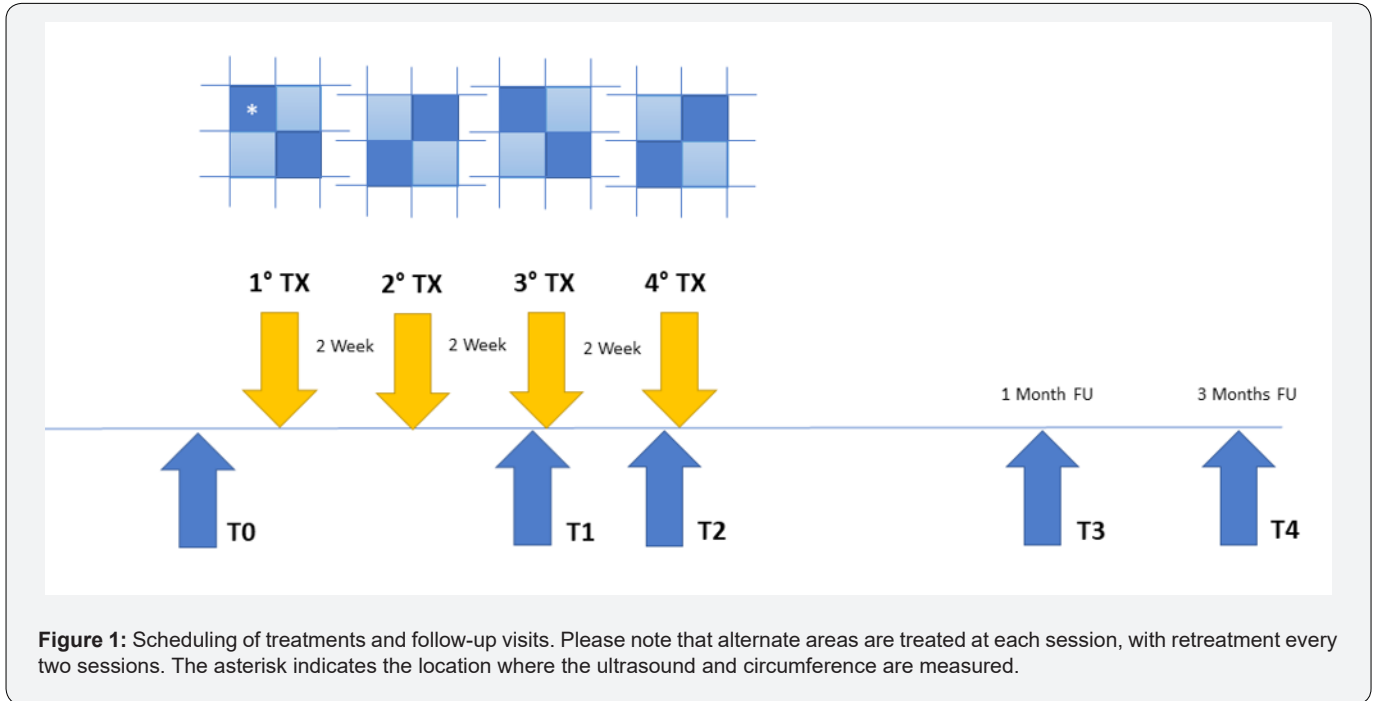 *
1° TX 2° TX 3° TX 4° TX
2 Week 2 Week 2 Week
1 Month FU 3 Months FU
T0 T1 T2 T3 T4
Figure 1: Scheduling of treatments and follow-up visits. Please note that alternate areas are treated at each session, with retreatment every
two sessions. The asterisk indicates the location where the ultrasound and circumference are measured.